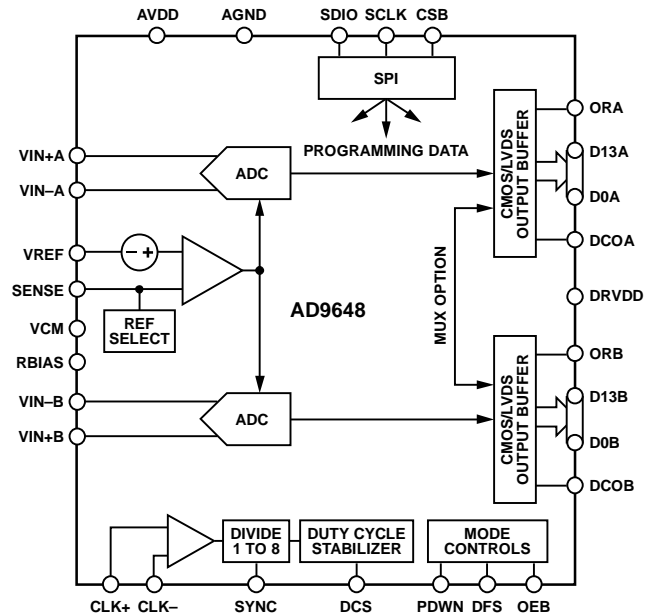 AVDD AGND SDIO SCLK CSB
SPI
PROGRAMMING DATA
VIN+A
VIN–A
ADC
CMOS/LVDS
OUTPUT BUFFER
ORA
D13A
D0A
DCOA
VREF
– +
SENSE
REF
SELECT
VCM
RBIAS
AD9648
MUX OPTION
DRVDD
VIN–B
VIN+B
ADC
CMOS/LVDS
OUTPUT BUFFER
ORB
D13B
D0B
DCOB
DIVIDE
1 TO 8
DUTY CYCLE
STABILIZER
MODE
CONTROLS
CLK+ CLK– SYNC DCS PDWN DFS OEB